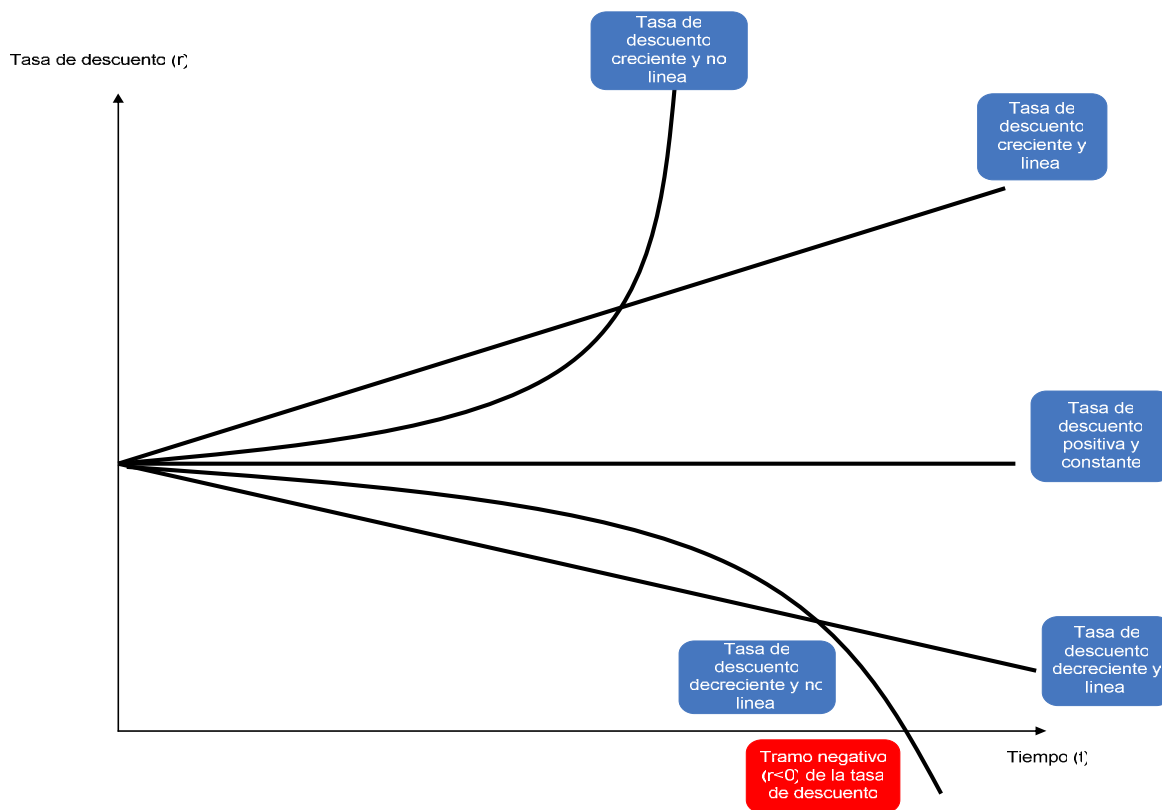 Tasa de
descuento
creciente y no
linea
Tasa de descuento (r)
Tasa de
descuento
creciente y
linea
Tasa de
descuento
positiva y
constante
Tasa de
descuento
decreciente y
linea
Tasa de
descuento
decreciente y no
linea
Tramo negativo
(r<0) de la tasa
de descuento
Tiempo (t)